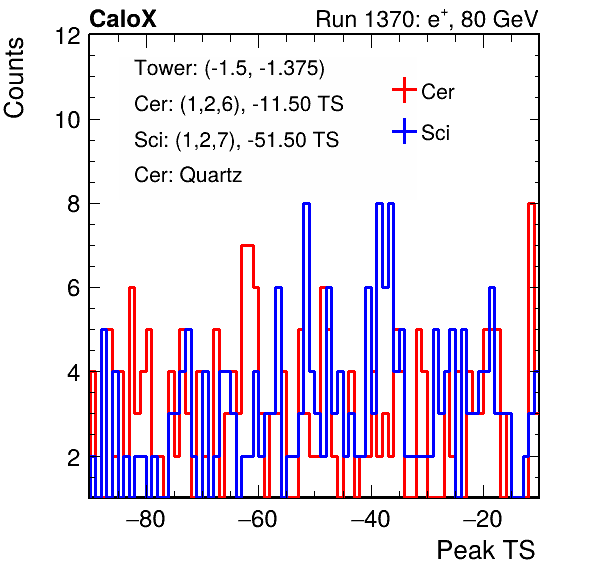 CaloX Run 1370: e⁺, 80 GeV
Counts
12
10
8
6
4
2
Tower: (-1.5, -1.375)
Cer: (1,2,6), -11.50 TS
Sci: (1,2,7), -51.50 TS
Cer: Quartz
Cer
Sci
−80 −60 −40 −20
Peak TS